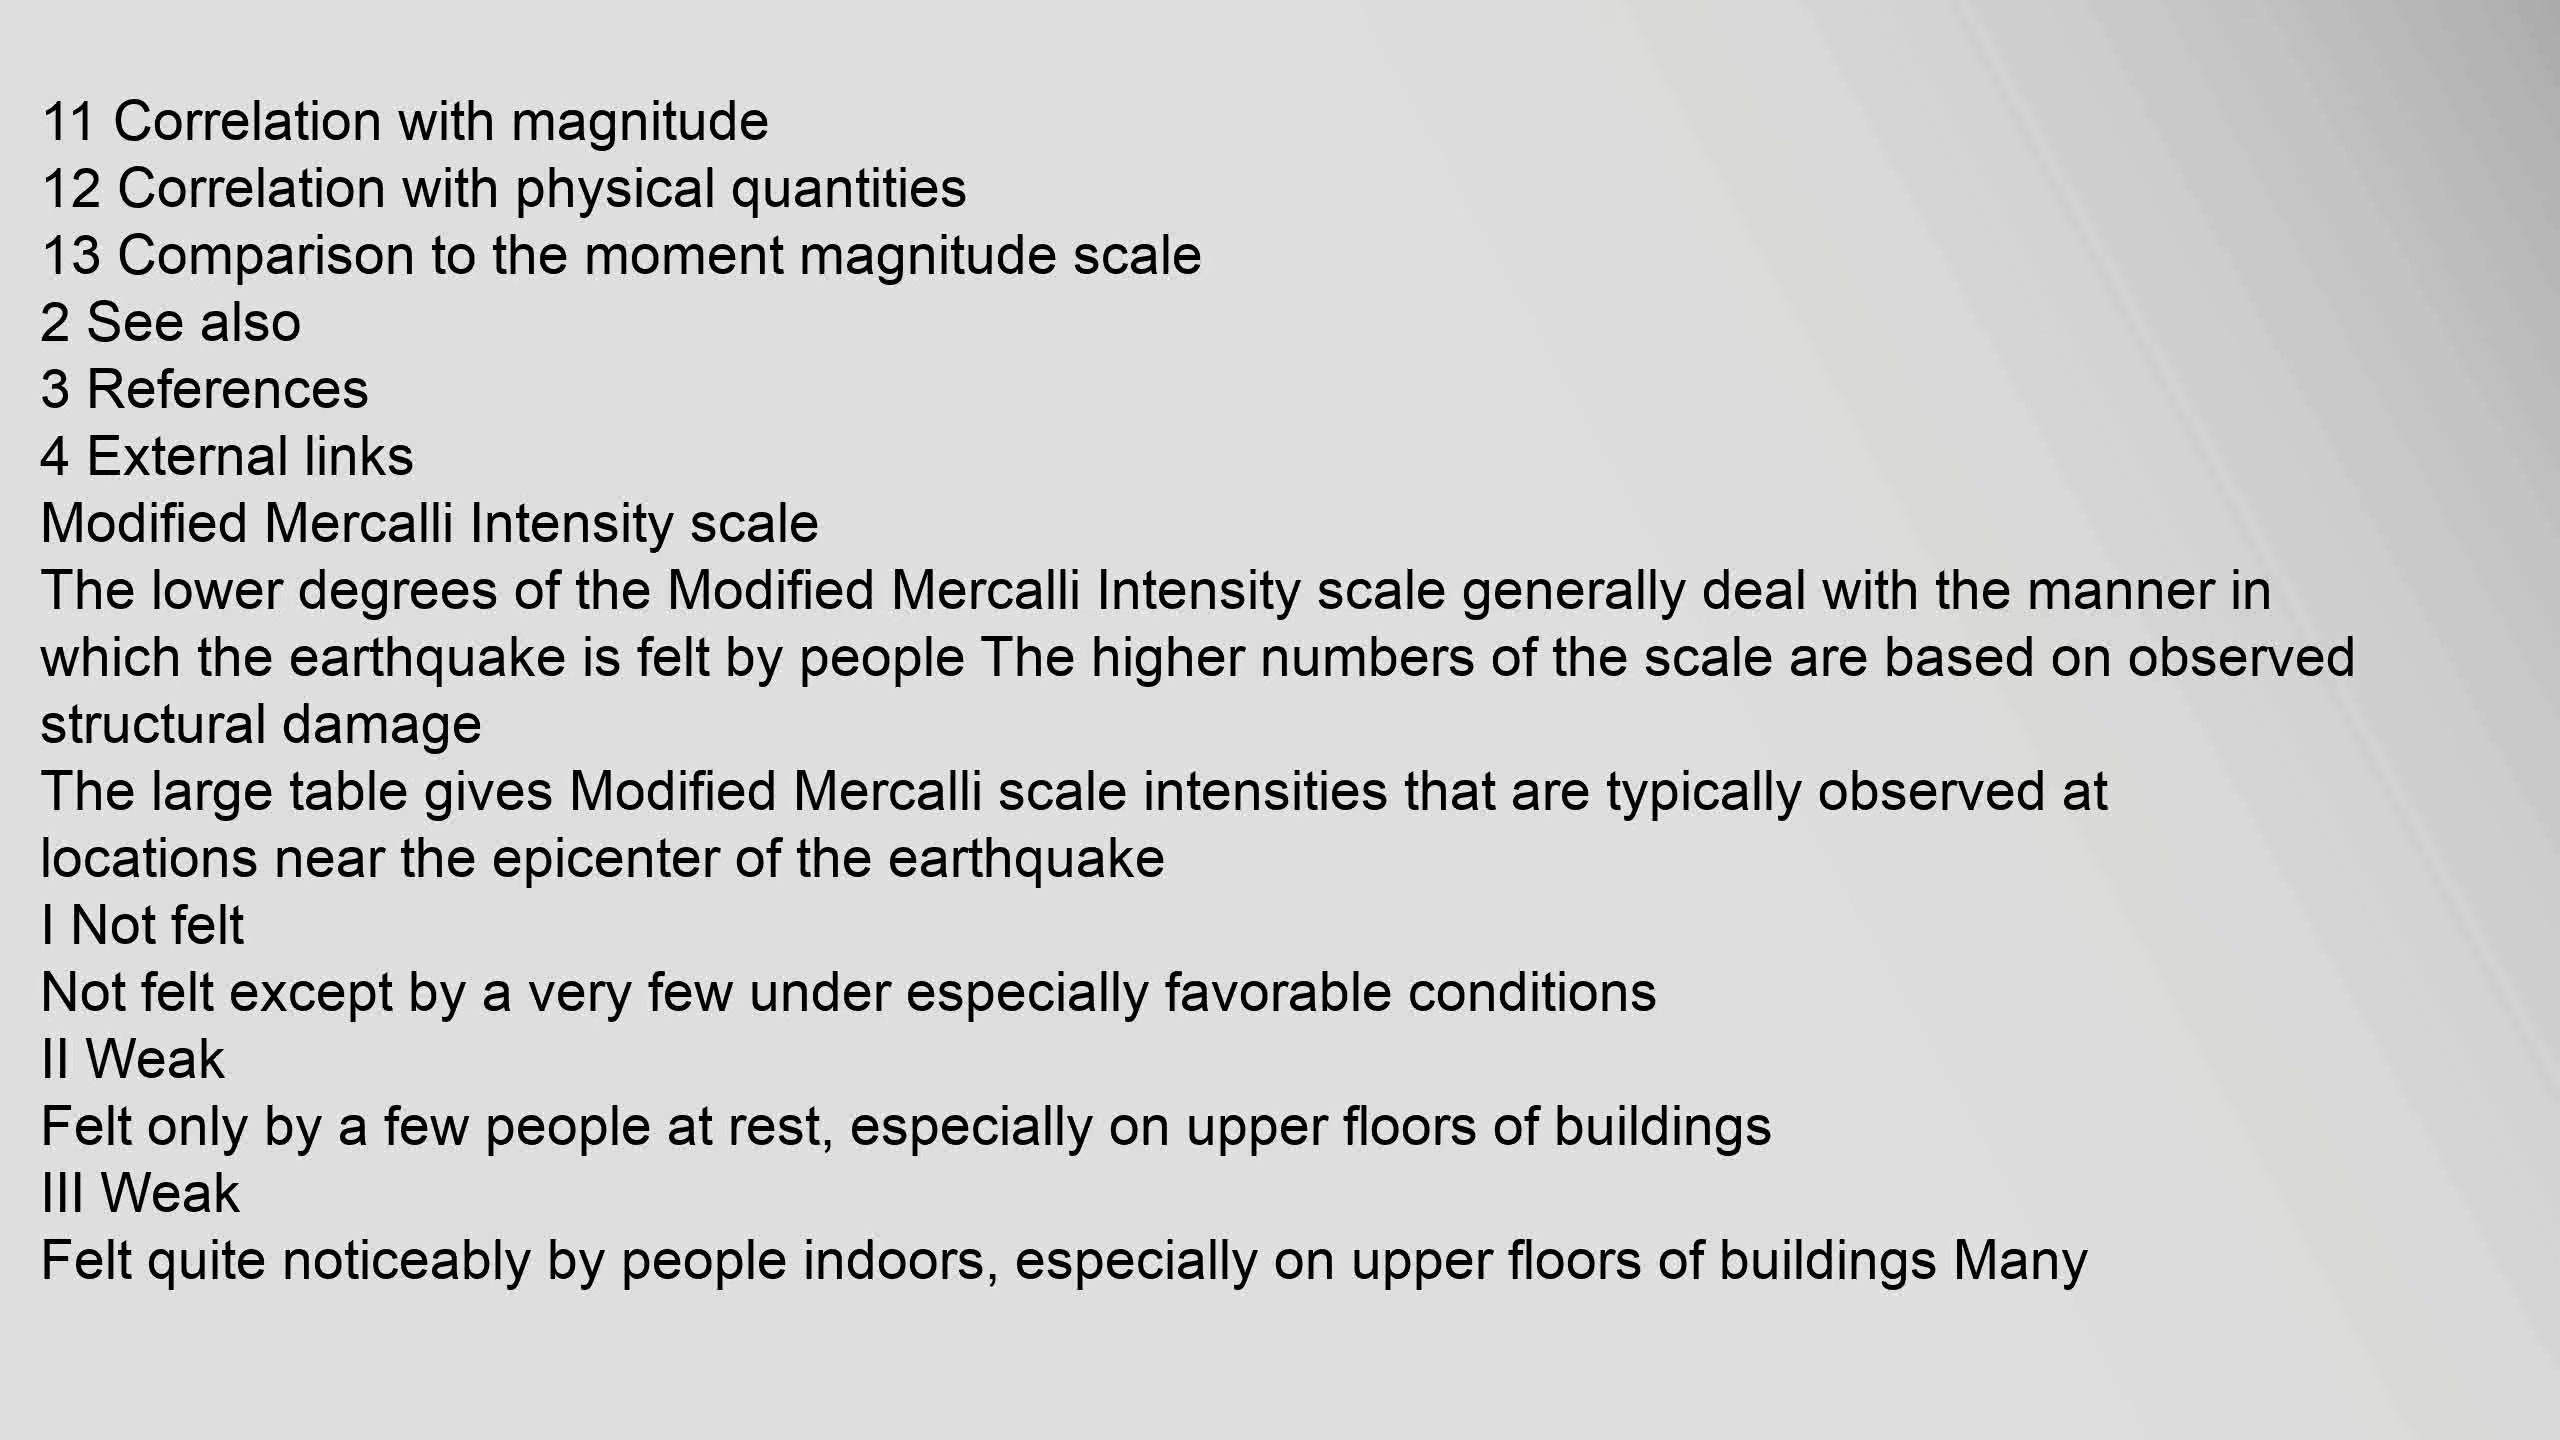 11 Correlation with magnitude
12 Correlation with physical quantities
13 Comparison to the moment magnitude scale
2 See also
3 References
4 External links
Modified Mercalli Intensity scale
The lower degrees of the Modified Mercalli Intensity scale generally deal with the manner in
which the earthquake is felt by people The higher numbers of the scale are based on observed
structural damage
The large table gives Modified Mercalli scale intensities that are typically observed at
locations near the epicenter of the earthquake
I Not felt
Not felt except by a very few under especially favorable conditions
II Weak
Felt only by a few people at rest, especially on upper floors of buildings
III Weak
Felt quite noticeably by people indoors, especially on upper floors of buildings Many